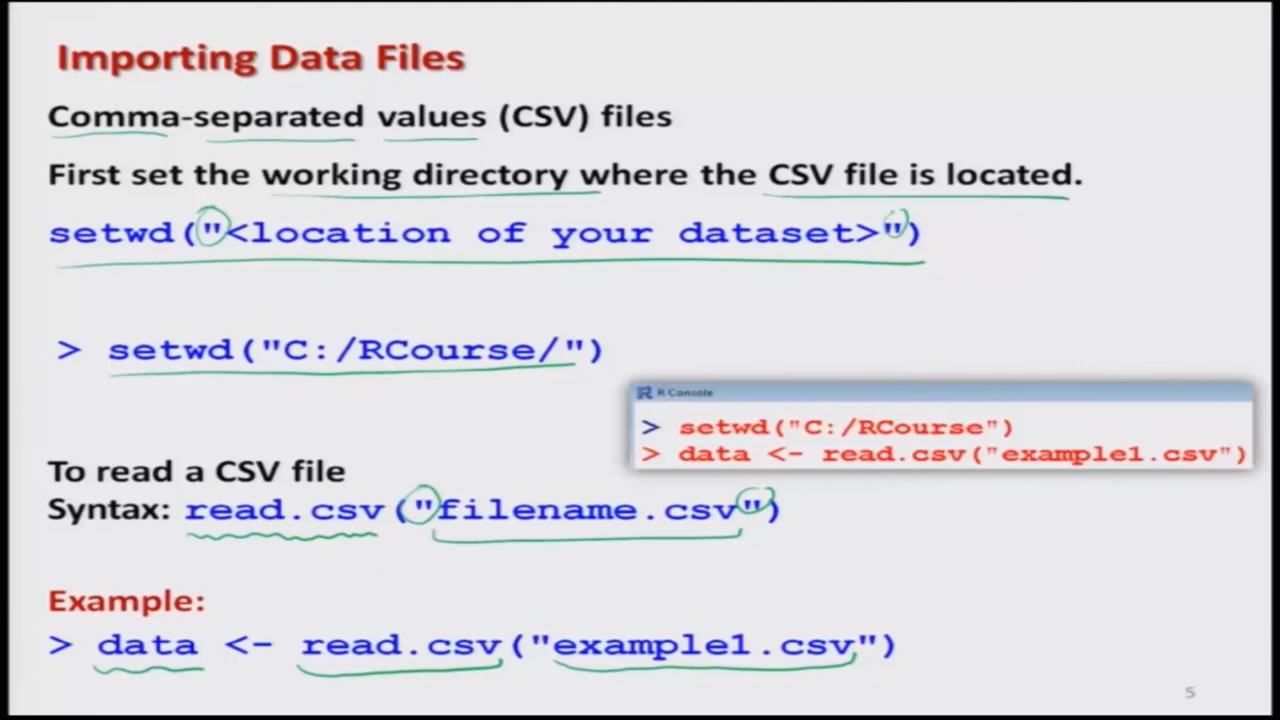 Importing Data Files
Comma-separated values (CSV) files
First set the working directory where the CSV file is located.
setwd("<location of your dataset>")
> setwd("C:/RCourse/")
R Console
> setwd("C:/RCourse")
> data <- read.csv("example1.csv")
To read a CSV file
Syntax: read.csv("filename.csv")
Example:
> data <- read.csv("example1.csv")
5